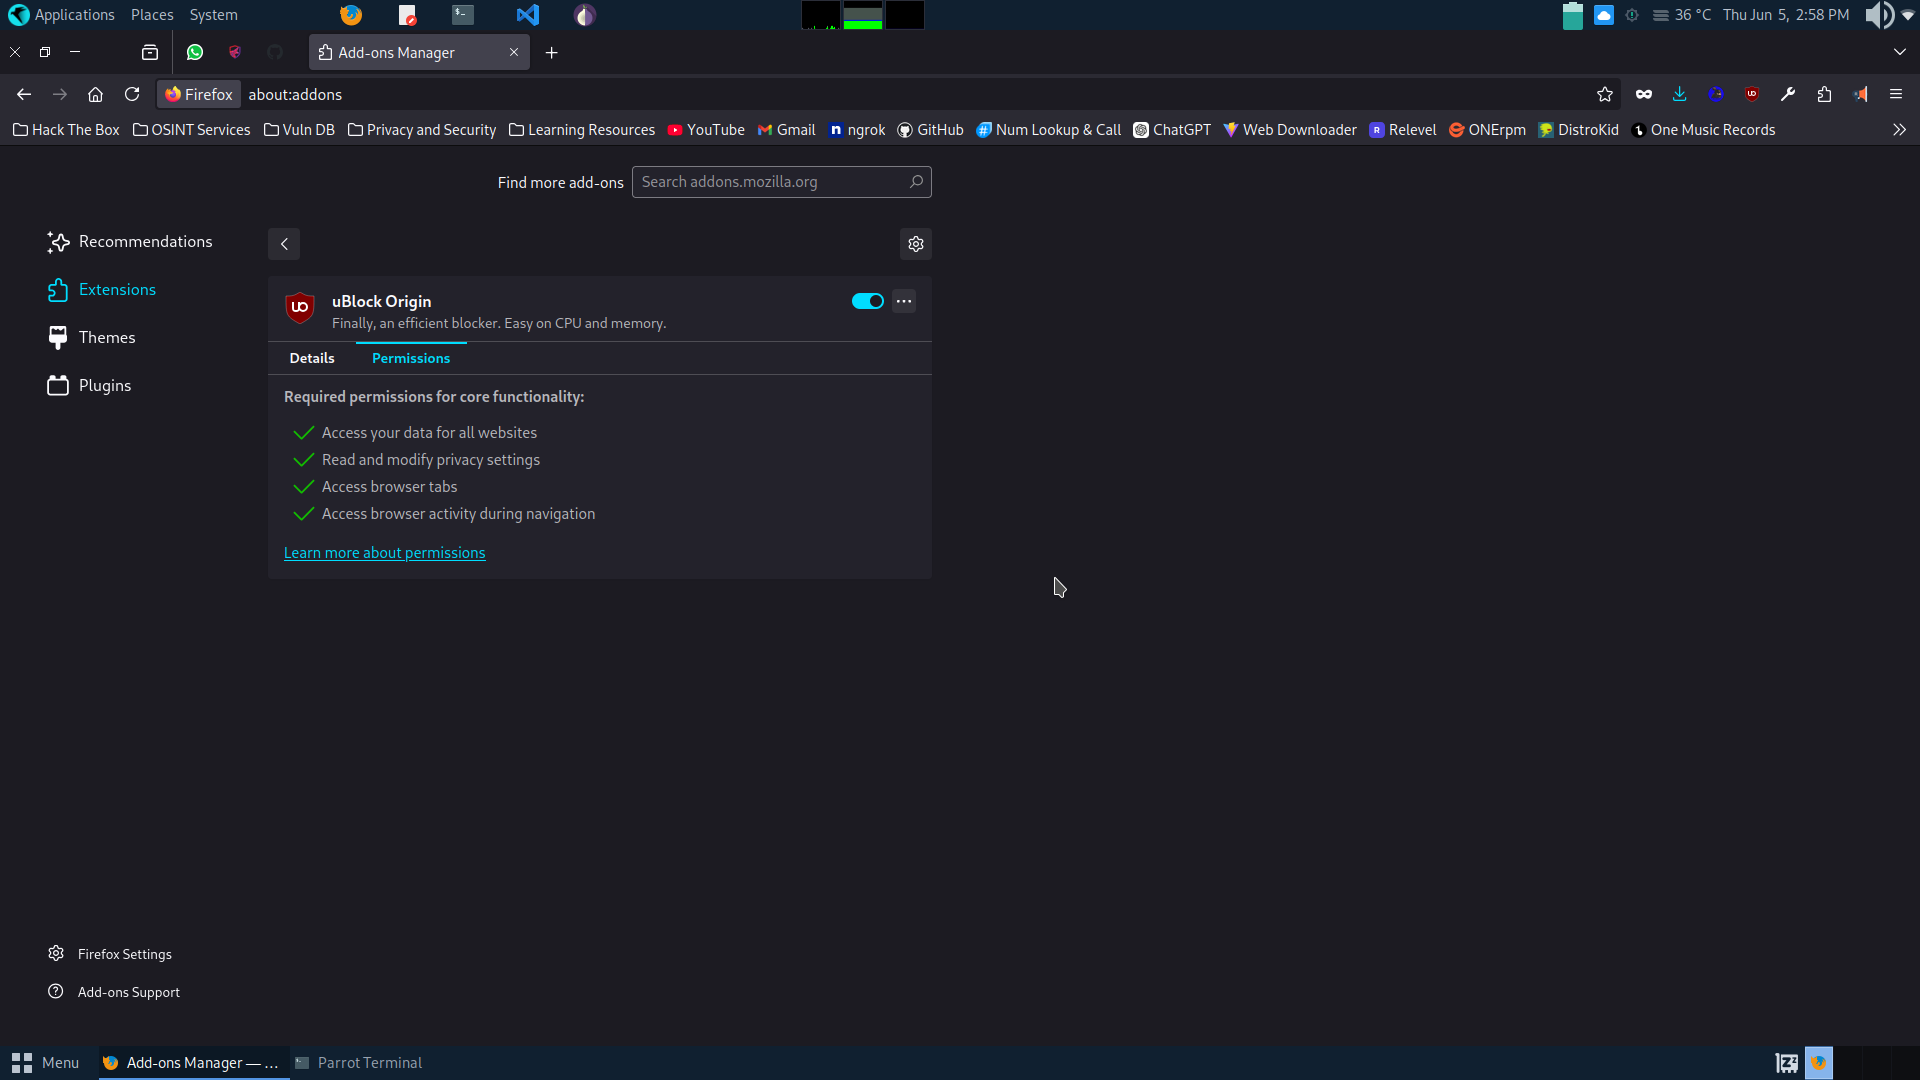 Applications Places System
36 °C Thu Jun 5, 2:58 PM
Add-ons Manager
Firefox about:addons
Hack The Box OSINT Services Vuln DB Privacy and Security Learning Resources YouTube Gmail ngrok GitHub Num Lookup & Call ChatGPT Web Downloader Relevel ONErpm DistroKid One Music Records
Find more add-ons Search addons.mozilla.org
Recommendations
Extensions
Themes
Plugins
uBlock Origin
Finally, an efficient blocker. Easy on CPU and memory.
Details Permissions
Required permissions for core functionality:
Access your data for all websites
Read and modify privacy settings
Access browser tabs
Access browser activity during navigation
Learn more about permissions
Firefox Settings
Add-ons Support
Menu Add-ons Manager — ... Parrot Terminal